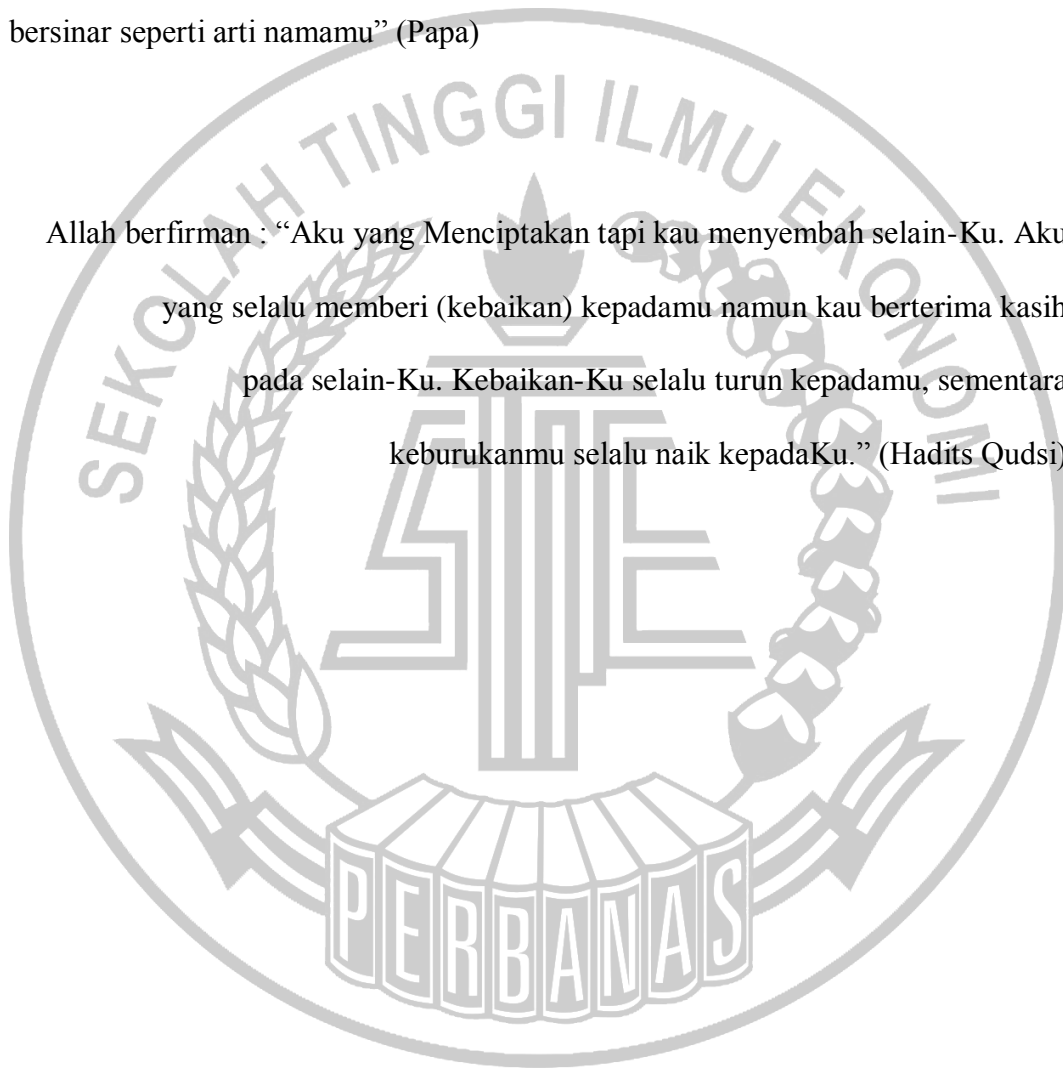 bersinar seperti arti namamu” (Papa)
SEKOLAH TINGGI ILMU EKONOMI
Allah berfirman : “Aku yang Menciptakan tapi kau menyembah selain-Ku. Aku
yang selalu memberi (kebaikan) kepadamu namun kau berterima kasih
pada selain-Ku. Kebaikan-Ku selalu turun kepadamu, sementara
keburukanmu selalu naik kepadaKu.” (Hadits Qudsi)
STIE
PERBANAS